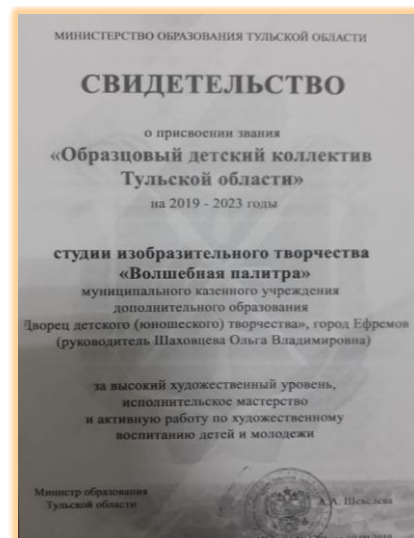 МИНИСТЕРСТВО ОБРАЗОВАНИЯ ТУЛЬСКОЙ ОБЛАСТИ
СВИДЕТЕЛЬСТВО
о присвоении звания
«Образцовый детский коллектив
Тульской области»
на 2019 - 2023 годы
студии изобразительного творчества
«Волшебная палитра»
муниципального казенного учреждения
дополнительного образования
Дворец детского (юношеского) творчества», город Ефремов
(руководитель Шаховцева Ольга Владимировна)
за высокий художественный уровень,
исполнительское мастерство
и активную работу по художественному
воспитанию детей и молодежи
Министр образования
Тульской области
А.А. Шевелева